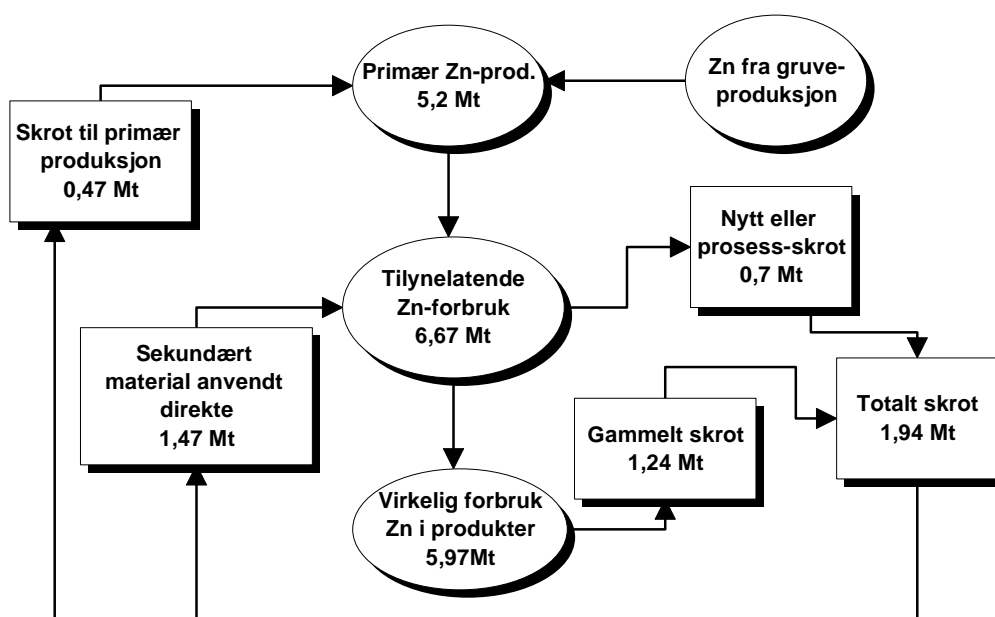 Primær Zn-prod.
5,2 Mt
Zn fra gruve-
produksjon
Skrot til primær
produksjon
0,47 Mt
Nytt eller
prosess-skrot
0,7 Mt
Tilynelatende
Zn-forbruk
6,67 Mt
Sekundært
material anvendt
direkte
1,47 Mt
Gammelt skrot
1,24 Mt
Totalt skrot
1,94 Mt
Virkelig forbruk
Zn i produkter
5,97Mt